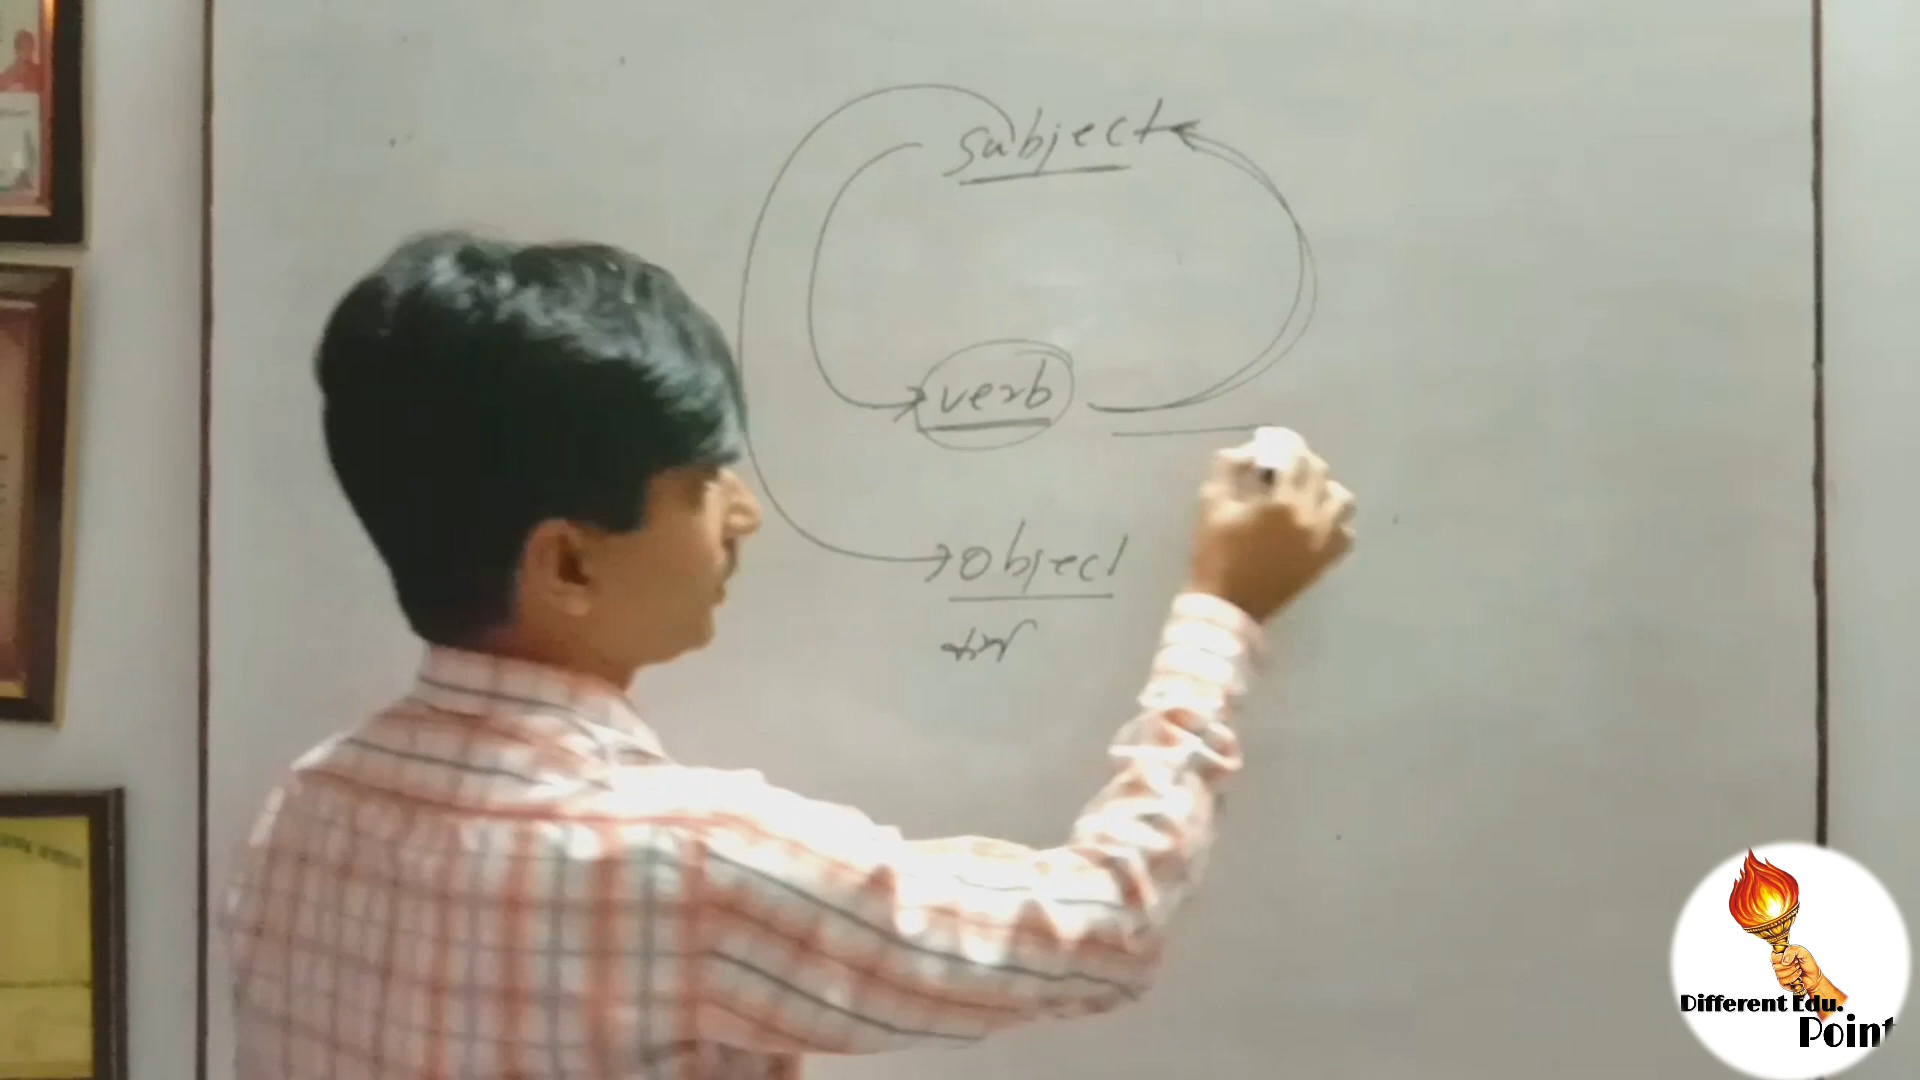 subject
verb
object
कर्म
Different Edu.
Point